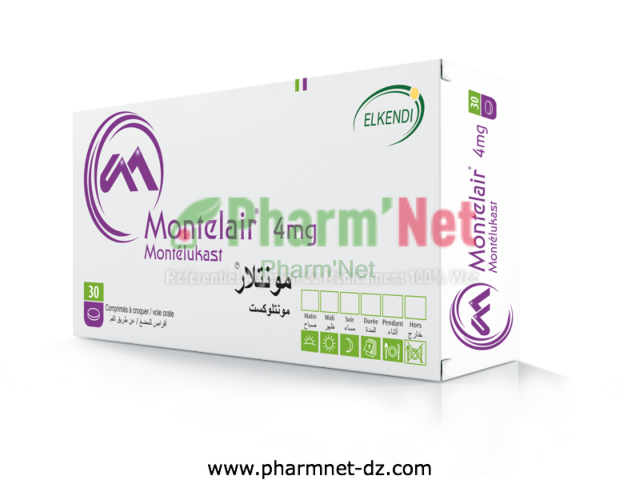 ELKENDI
Montelair® 4mg
Montélukast
Pharm'Net
Pharm'Net
مونتلار®
مونتلوكست
30
Comprimés à croquer / voie orale
أقراص للمضغ / عن طريق الفم
Matin Midi Soir Durée Pendant Hors
صباح ظهر مساء المدة أثناء خارج
30
Montelair® 4mg
Montélukast
www.pharmnet-dz.com